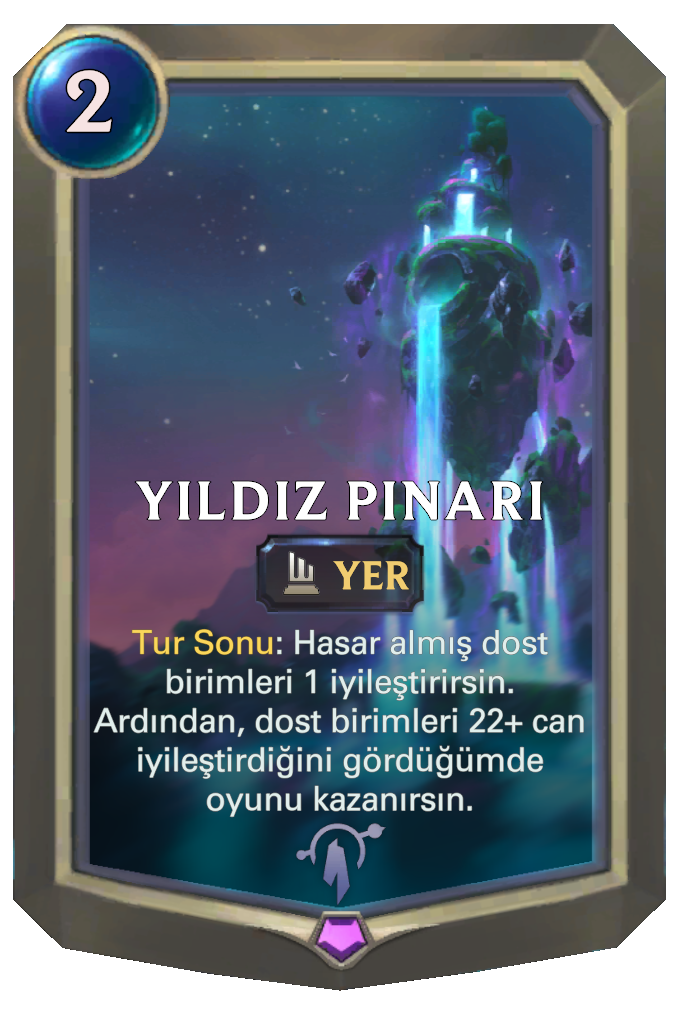 2
YILDIZ PINARI
YER
Tur Sonu: Hasar almış dost
birimleri 1 iyileştirirsin.
Ardından, dost birimleri 22+ can
iyileştirdiğini gördüğümde
oyunu kazanırsın.